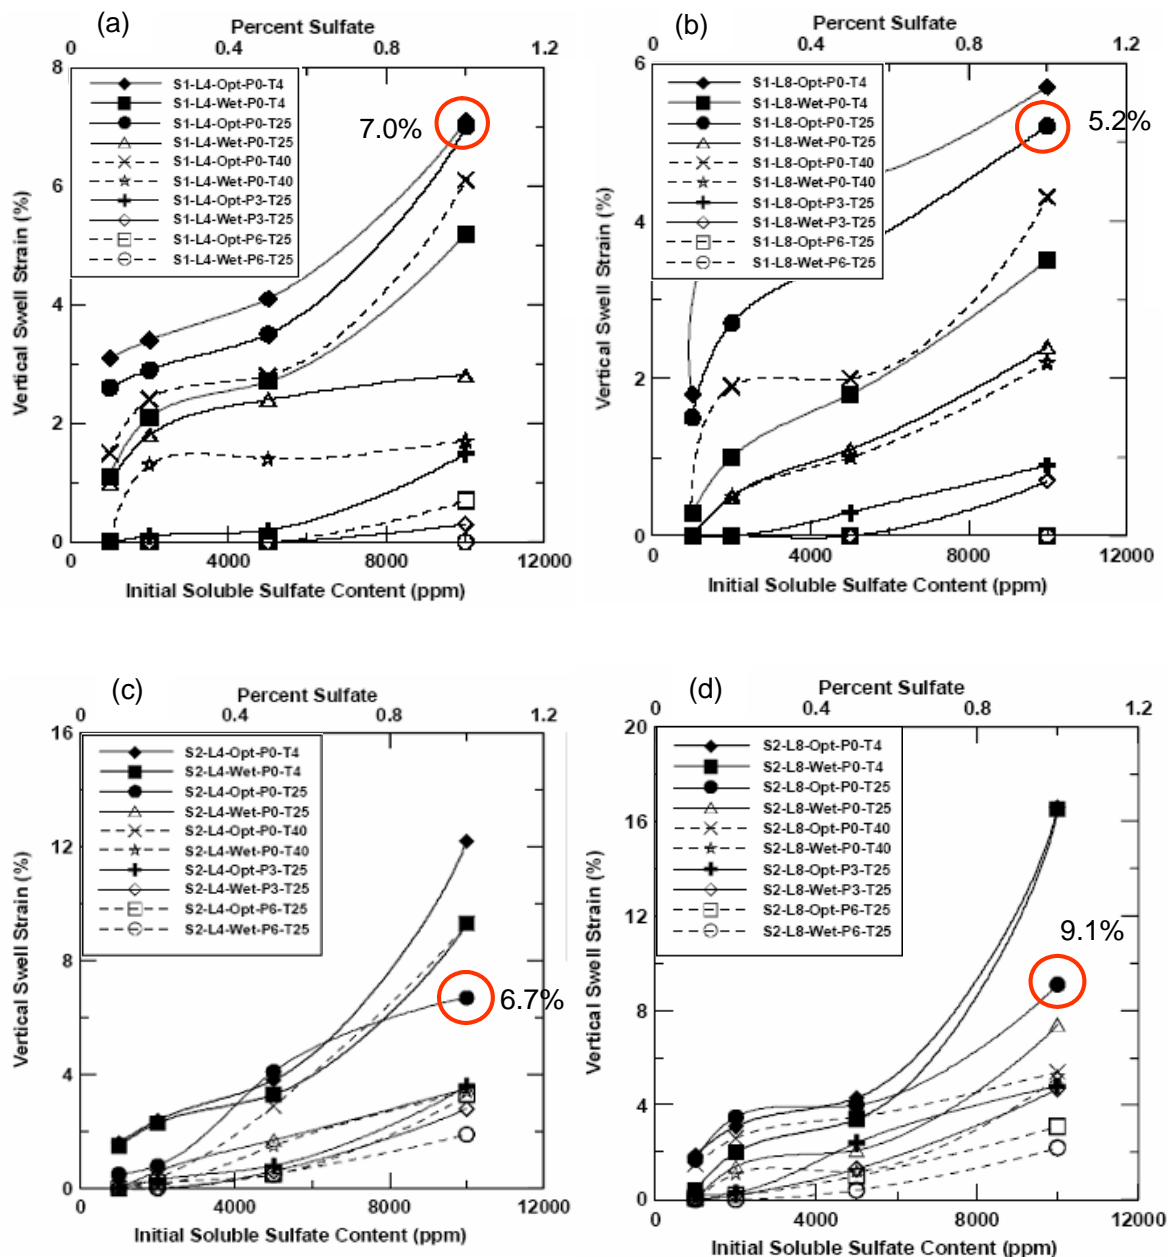 (a)
Percent Sulfate
0 0.4 0.8 1.2
8
6
4
2
0
Vertical Swell Strain (%)
S1-L4-Opt-P0-T4
S1-L4-Wet-P0-T4
S1-L4-Opt-P0-T25
S1-L4-Wet-P0-T25
S1-L4-Opt-P0-T40
S1-L4-Wet-P0-T40
S1-L4-Opt-P3-T25
S1-L4-Wet-P3-T25
S1-L4-Opt-P6-T25
S1-L4-Wet-P6-T25
7.0%
0 4000 8000 12000
Initial Soluble Sulfate Content (ppm)
(b)
Percent Sulfate
0 0.4 0.8 1.2
6
4
2
0
Vertical Swell Strain (%)
S1-L8-Opt-P0-T4
S1-L8-Wet-P0-T4
S1-L8-Opt-P0-T25
S1-L8-Wet-P0-T25
S1-L8-Opt-P0-T40
S1-L8-Wet-P0-T40
S1-L8-Opt-P3-T25
S1-L8-Wet-P3-T25
S1-L8-Opt-P6-T25
S1-L8-Wet-P6-T25
5.2%
0 4000 8000 12000
Initial Soluble Sulfate Content (ppm)
(c)
Percent Sulfate
0 0.4 0.8 1.2
16
12
8
4
0
Vertical Swell Strain (%)
S2-L4-Opt-P0-T4
S2-L4-Wet-P0-T4
S2-L4-Opt-P0-T25
S2-L4-Wet-P0-T25
S2-L4-Opt-P0-T40
S2-L4-Wet-P0-T40
S2-L4-Opt-P3-T25
S2-L4-Wet-P3-T25
S2-L4-Opt-P6-T25
S2-L4-Wet-P6-T25
6.7%
0 4000 8000 12000
Initial Soluble Sulfate Content (ppm)
(d)
Percent Sulfate
0 0.4 0.8 1.2
20
16
12
8
4
0
Vertical Swell Strain (%)
S2-L8-Opt-P0-T4
S2-L8-Wet-P0-T4
S2-L8-Opt-P0-T25
S2-L8-Wet-P0-T25
S2-L8-Opt-P0-T40
S2-L8-Wet-P0-T40
S2-L8-Opt-P3-T25
S2-L8-Wet-P3-T25
S2-L8-Opt-P6-T25
S2-L8-Wet-P6-T25
9.1%
0 4000 8000 12000
Initial Soluble Sulfate Content (ppm)